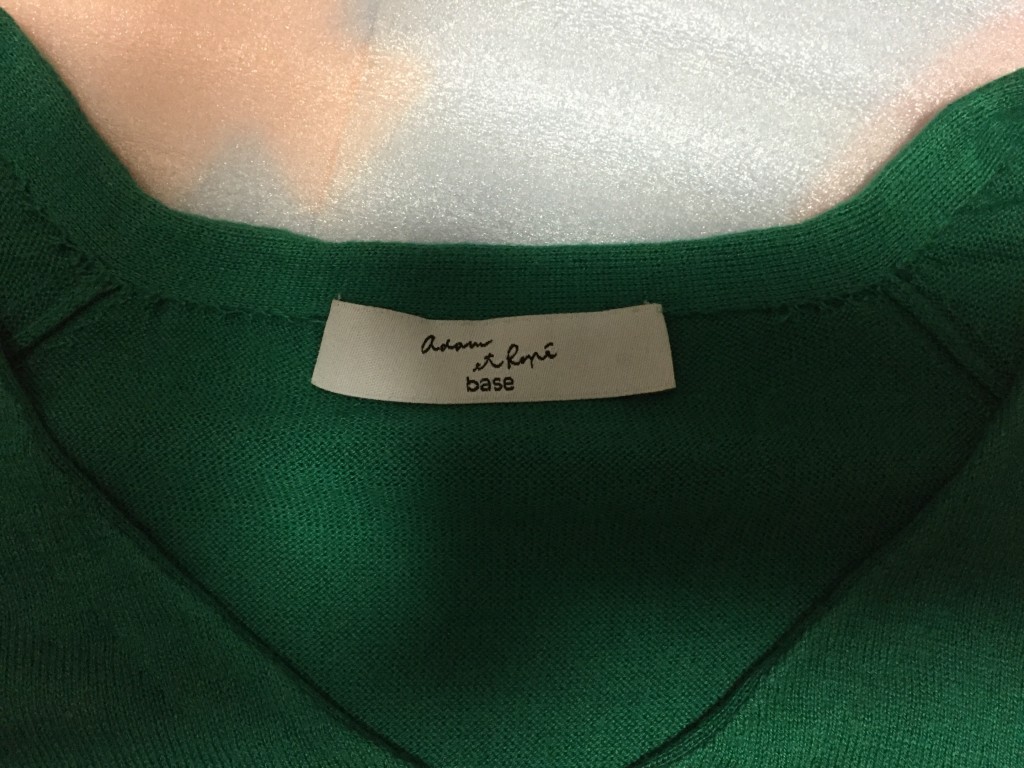 adam
et Ropé
base